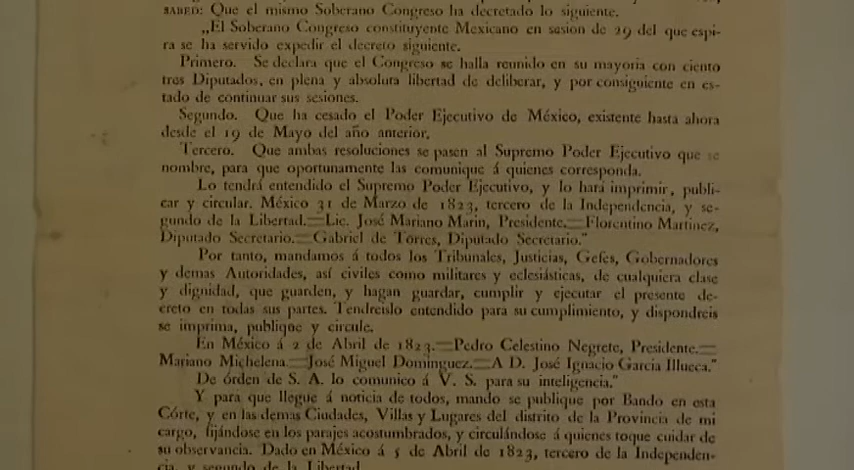 SABED: Que el mismo Soberano Congreso ha decretado lo siguiente.
„El Soberano Congreso constituyente Mexicano en sesion de 29 del que espi-
ra se ha servido expedir el decreto siguiente.
Primero. Se declara que el Congreso se halla reunido en su mayoria con ciento
tres Diputados, en plena y absoluta libertad de deliberar, y por consiguiente en es-
tado de continuar sus sesiones.
Segundo. Que ha cesado el Poder Ejecutivo de México, existente hasta ahora
desde el 19 de Mayo del año anterior.
Tercero. Que ambas resoluciones se pasen al Supremo Poder Ejecutivo que se
nombre, para que oportunamente las comunique á quienes corresponda.
Lo tendrá entendido el Supremo Poder Ejecutivo, y lo hará imprimir, publi-
car y circular. México 31 de Marzo de 1823, tercero de la Independencia, y se-
gundo de la Libertad.=Lic. José Mariano Marin, Presidente.=Florentino Martinez,
Diputado Secretario.=Gabriel de Torres, Diputado Secretario."
Por tanto, mandamos á todos los Tribunales, Justicias, Gefes, Gobernadores
y demas Autoridades, así civiles como militares y eclesiásticas, de cualquiera clase
y dignidad, que guarden, y hagan guardar, cumplir y ejecutar el presente de-
creto en todas sus partes. Tendreislo entendido para su cumplimiento, y dispondreis
se imprima, publique y circule.
En México á 2 de Abril de 1823.=Pedro Celestino Negrete, Presidente.=
Mariano Michelena.=José Miguel Dominguez.=A D. José Ignacio Garcia Illueca."
De órden de S. A. lo comunico á V. S. para su inteligencia."
Y para que llegue á noticia de todos, mando se publique por Bando en esta
Córte, y en las demas Ciudades, Villas y Lugares del distrito de la Provincia de mi
cargo, fijándose en los parajes acostumbrados, y circulándose á quienes toque cuidar de
su observancia. Dado en México á 5 de Abril de 1823, tercero de la Independen-
cia, y segundo de la Libertad.